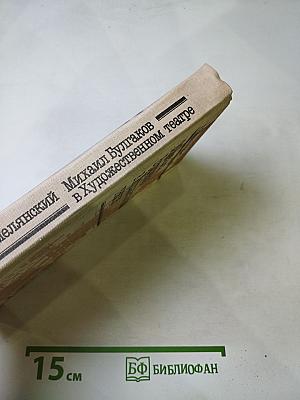 Михаил Булгаков
в Художественном театре
15 см
БФ БИБЛИОФАН